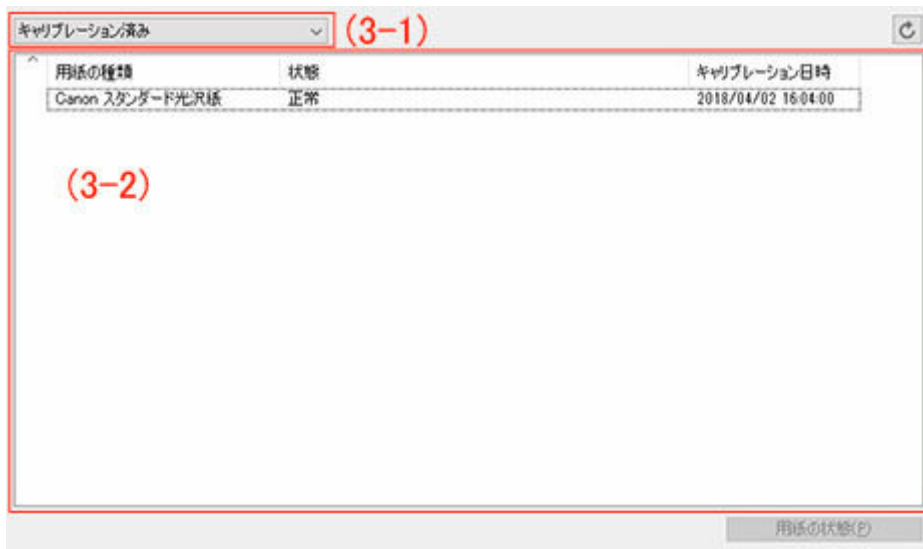 キャリブレーション済み (3-1)
用紙の種類 状態 キャリブレーション日時
Canon スタンダード光沢紙 正常 2018/04/02 16:04:00
(3-2)
用紙の状態(P)